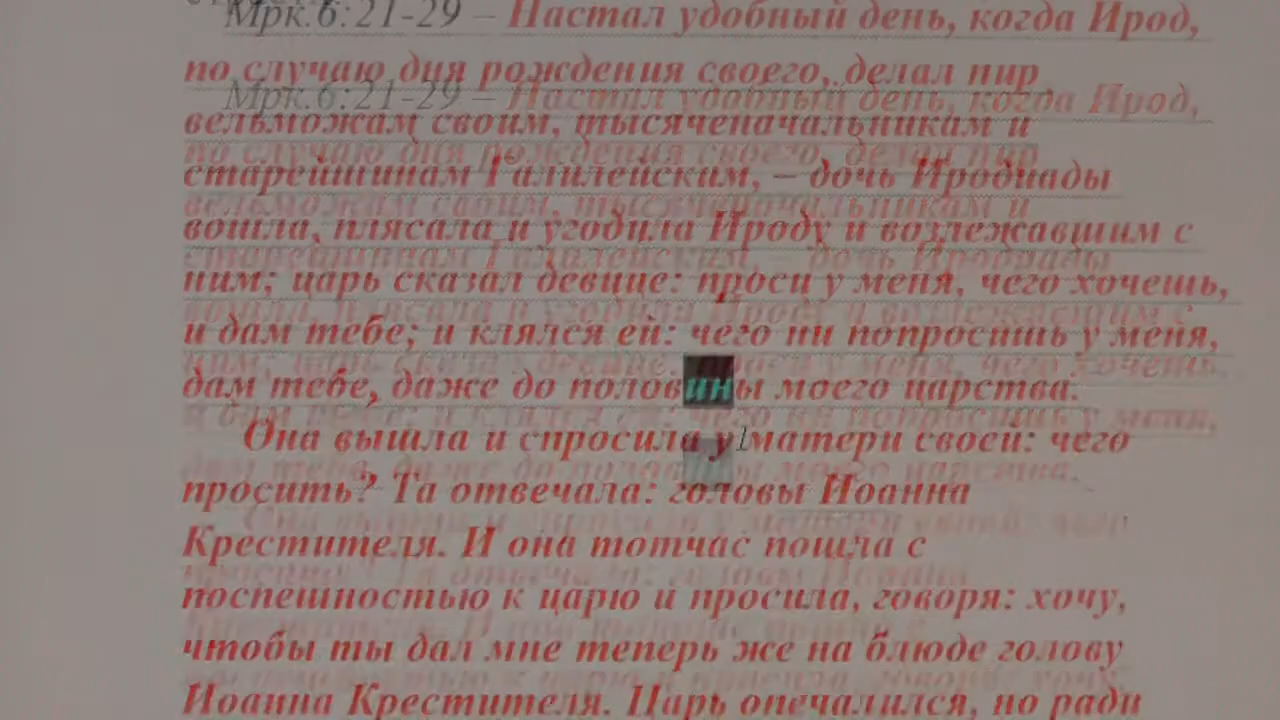 Мрк.6:21-29 – Настал удобный день, когда Ирод,
по случаю дня рождения своего, делал пир
вельможам своим, тысяченачальникам и
старейшинам Галилейским, – дочь Иродиады
вошла, плясала и угодила Ироду и возлежавшим с
ним; царь сказал девице: проси у меня, чего хочешь,
и дам тебе; и клялся ей: чего ни попросишь у меня,
дам тебе, даже до половины моего царства.
Она вышла и спросила у матери своей: чего
просить? Та отвечала: головы Иоанна
Крестителя. И она тотчас пошла с
поспешностью к царю и просила, говоря: хочу,
чтобы ты дал мне теперь же на блюде голову
Иоанна Крестителя. Царь опечалился, но ради